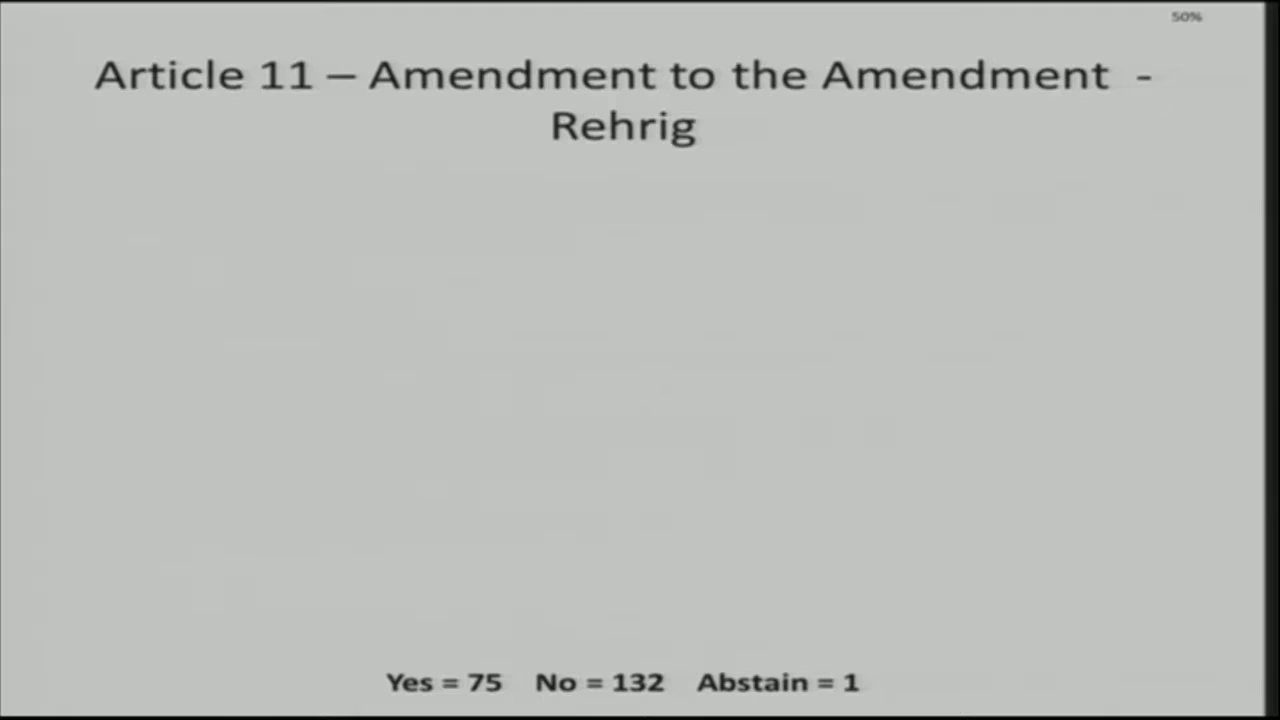 50%
Article 11 – Amendment to the Amendment -
Rehrig
Yes = 75 No = 132 Abstain = 1